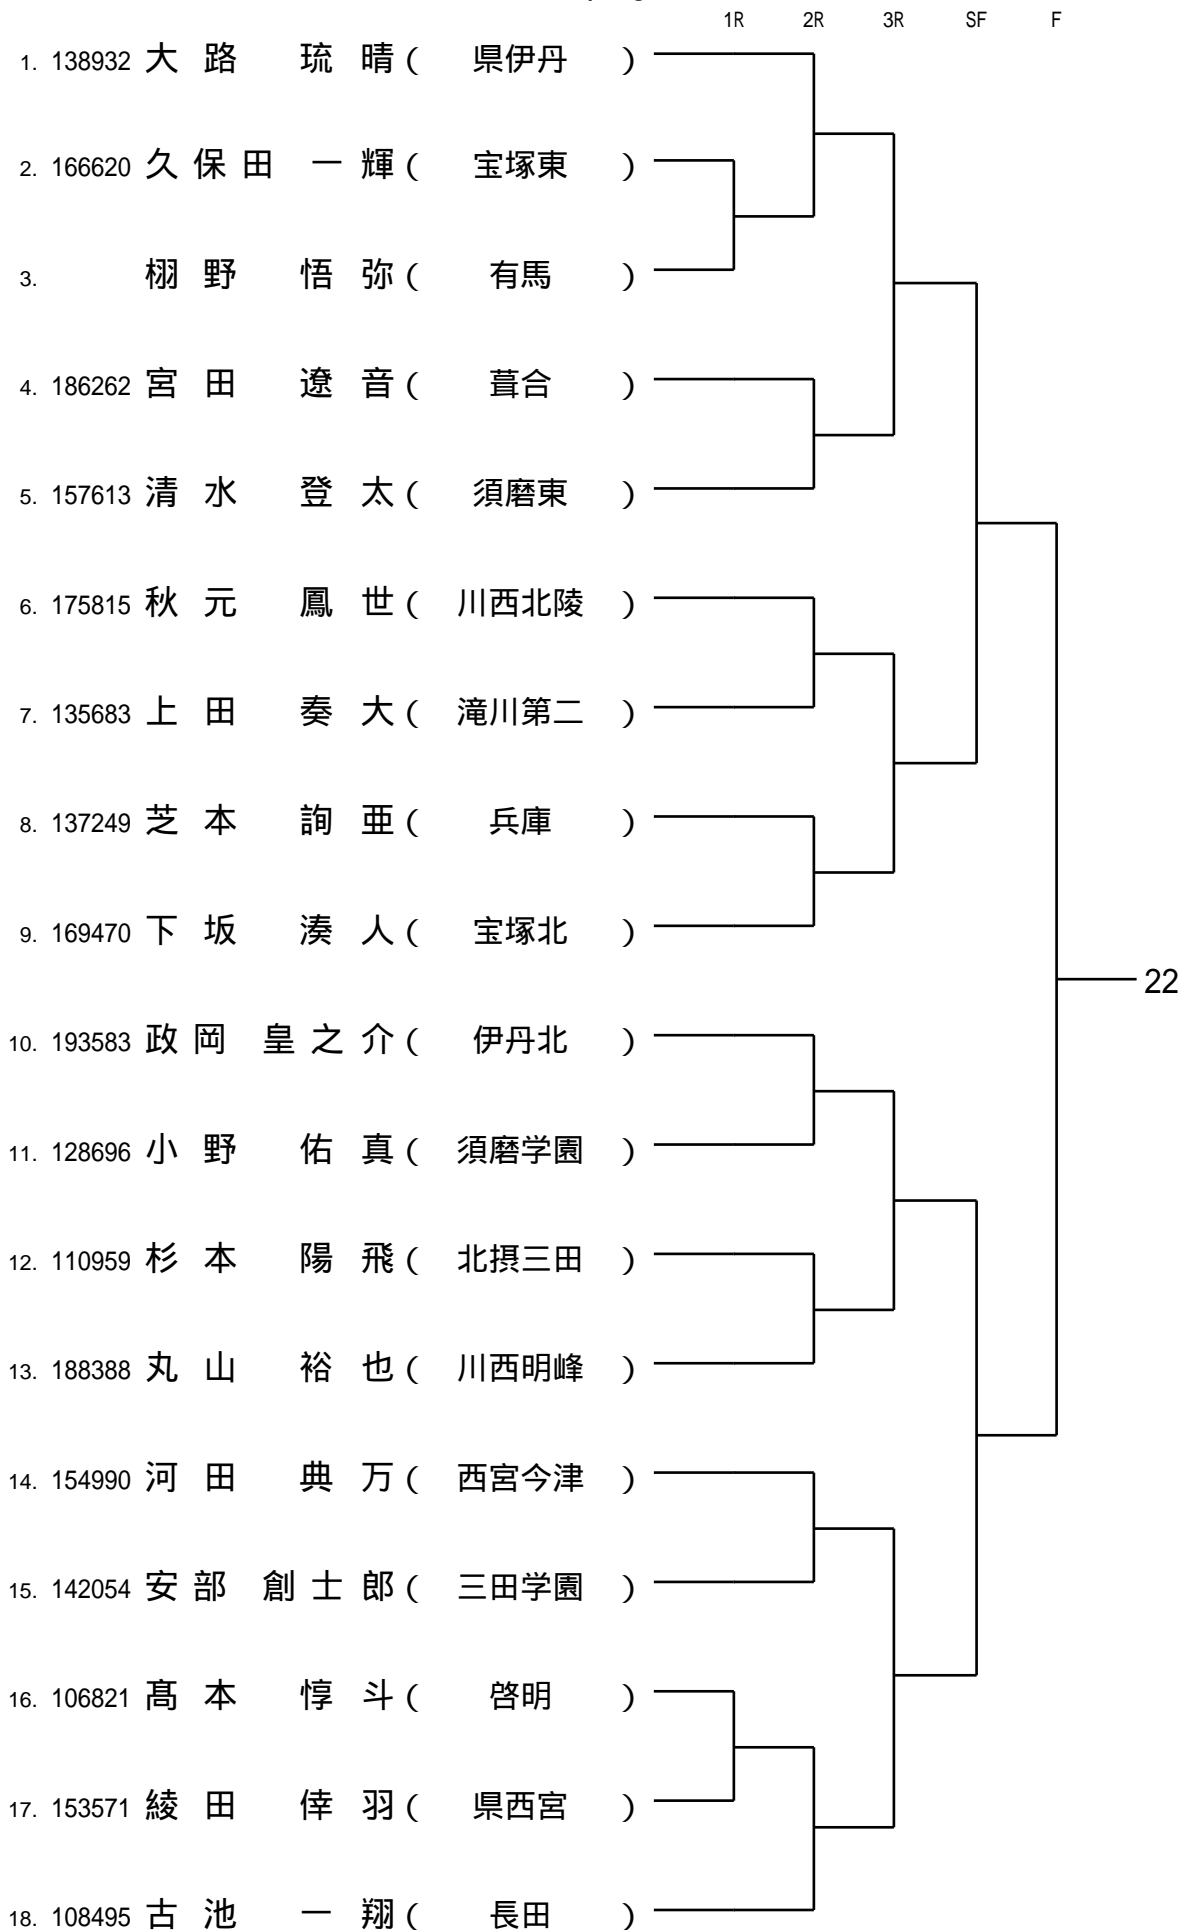 1R 2R 3R SF F
1. 138932 大路 琉晴 ( 県伊丹 )
2. 166620 久保田 一輝 ( 宝塚東 )
3. 栩野 悟弥 ( 有馬 )
4. 186262 宮田 遼音 ( 葺合 )
5. 157613 清水 登太 ( 須磨東 )
6. 175815 秋元 鳳世 ( 川西北陵 )
7. 135683 上田 奏大 ( 滝川第二 )
8. 137249 芝本 詢亜 ( 兵庫 )
9. 169470 下坂 湊人 ( 宝塚北 )
22
10. 193583 政岡 皇之介 ( 伊丹北 )
11. 128696 小野 佑真 ( 須磨学園 )
12. 110959 杉本 陽飛 ( 北摂三田 )
13. 188388 丸山 裕也 ( 川西明峰 )
14. 154990 河田 典万 ( 西宮今津 )
15. 142054 安部 創士郎 ( 三田学園 )
16. 106821 髙本 惇斗 ( 啓明 )
17. 153571 綾田 倖羽 ( 県西宮 )
18. 108495 古池 一翔 ( 長田 )